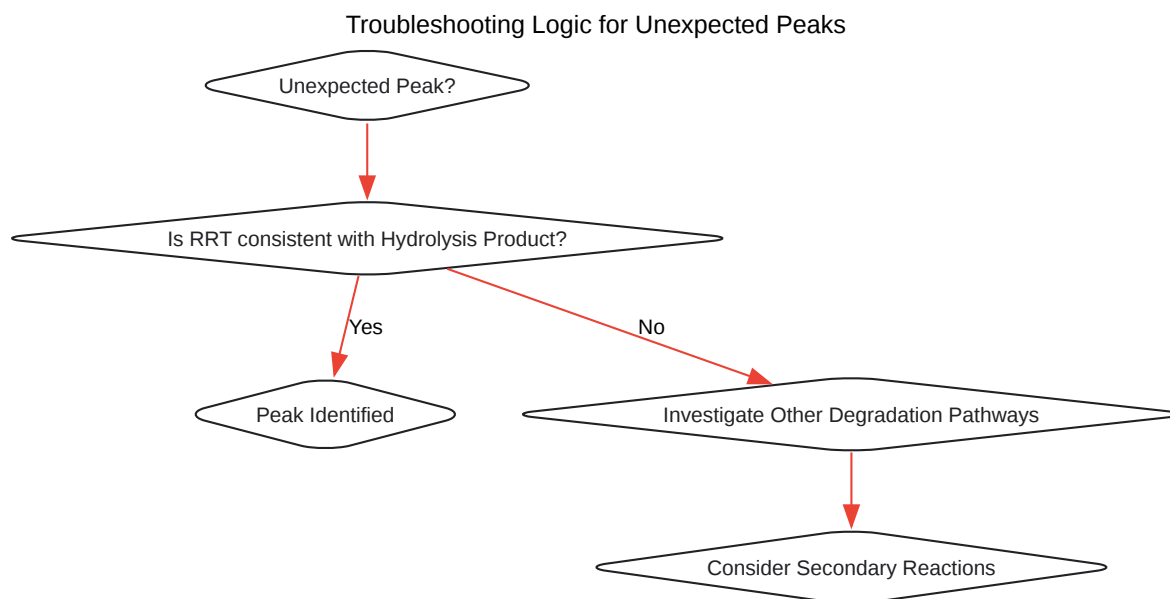 Troubleshooting Logic for Unexpected Peaks
Unexpected Peak?
Is RRT consistent with Hydrolysis Product?
Yes
No
Peak Identified
Investigate Other Degradation Pathways
Consider Secondary Reactions